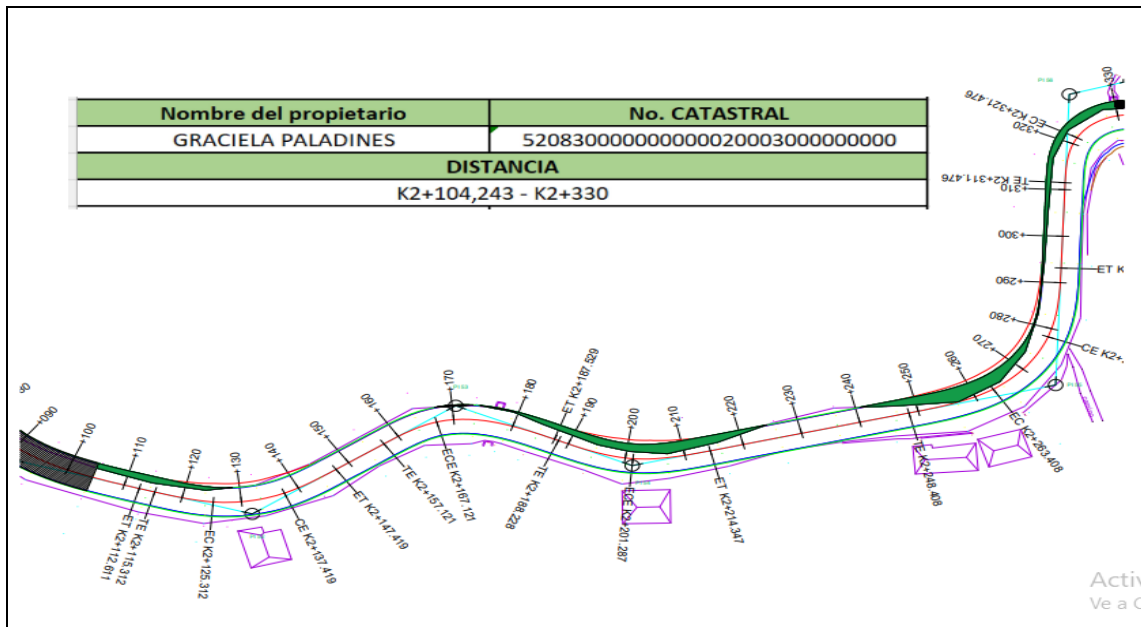 Nombre del propietario No. CATASTRAL
GRACIELA PALADINES 520830000000000020003000000000
DISTANCIA
K2+104,243 - K2+330
+090
+100
+110
+120
+130
+140
+150
+160
+170
+180
+190
+200
+210
+220
+230
+240
+250
+260
+270
+280
+290
+300
+310
+320
330
ET K2+112.611
TE K2+115.312
EC K2+125.312
CE K2+137.419
ET K2+147.419
TE K2+157.121
ECE K2+167.121
ET K2+187.529
TE K2+188.228
ECE K2+201.287
ET K2+214.347
TE K2+248.408
EC K2+263.408
CE K2+
ET K
TE K2+311.476
EC K2+321.476
Activ
Ve a C